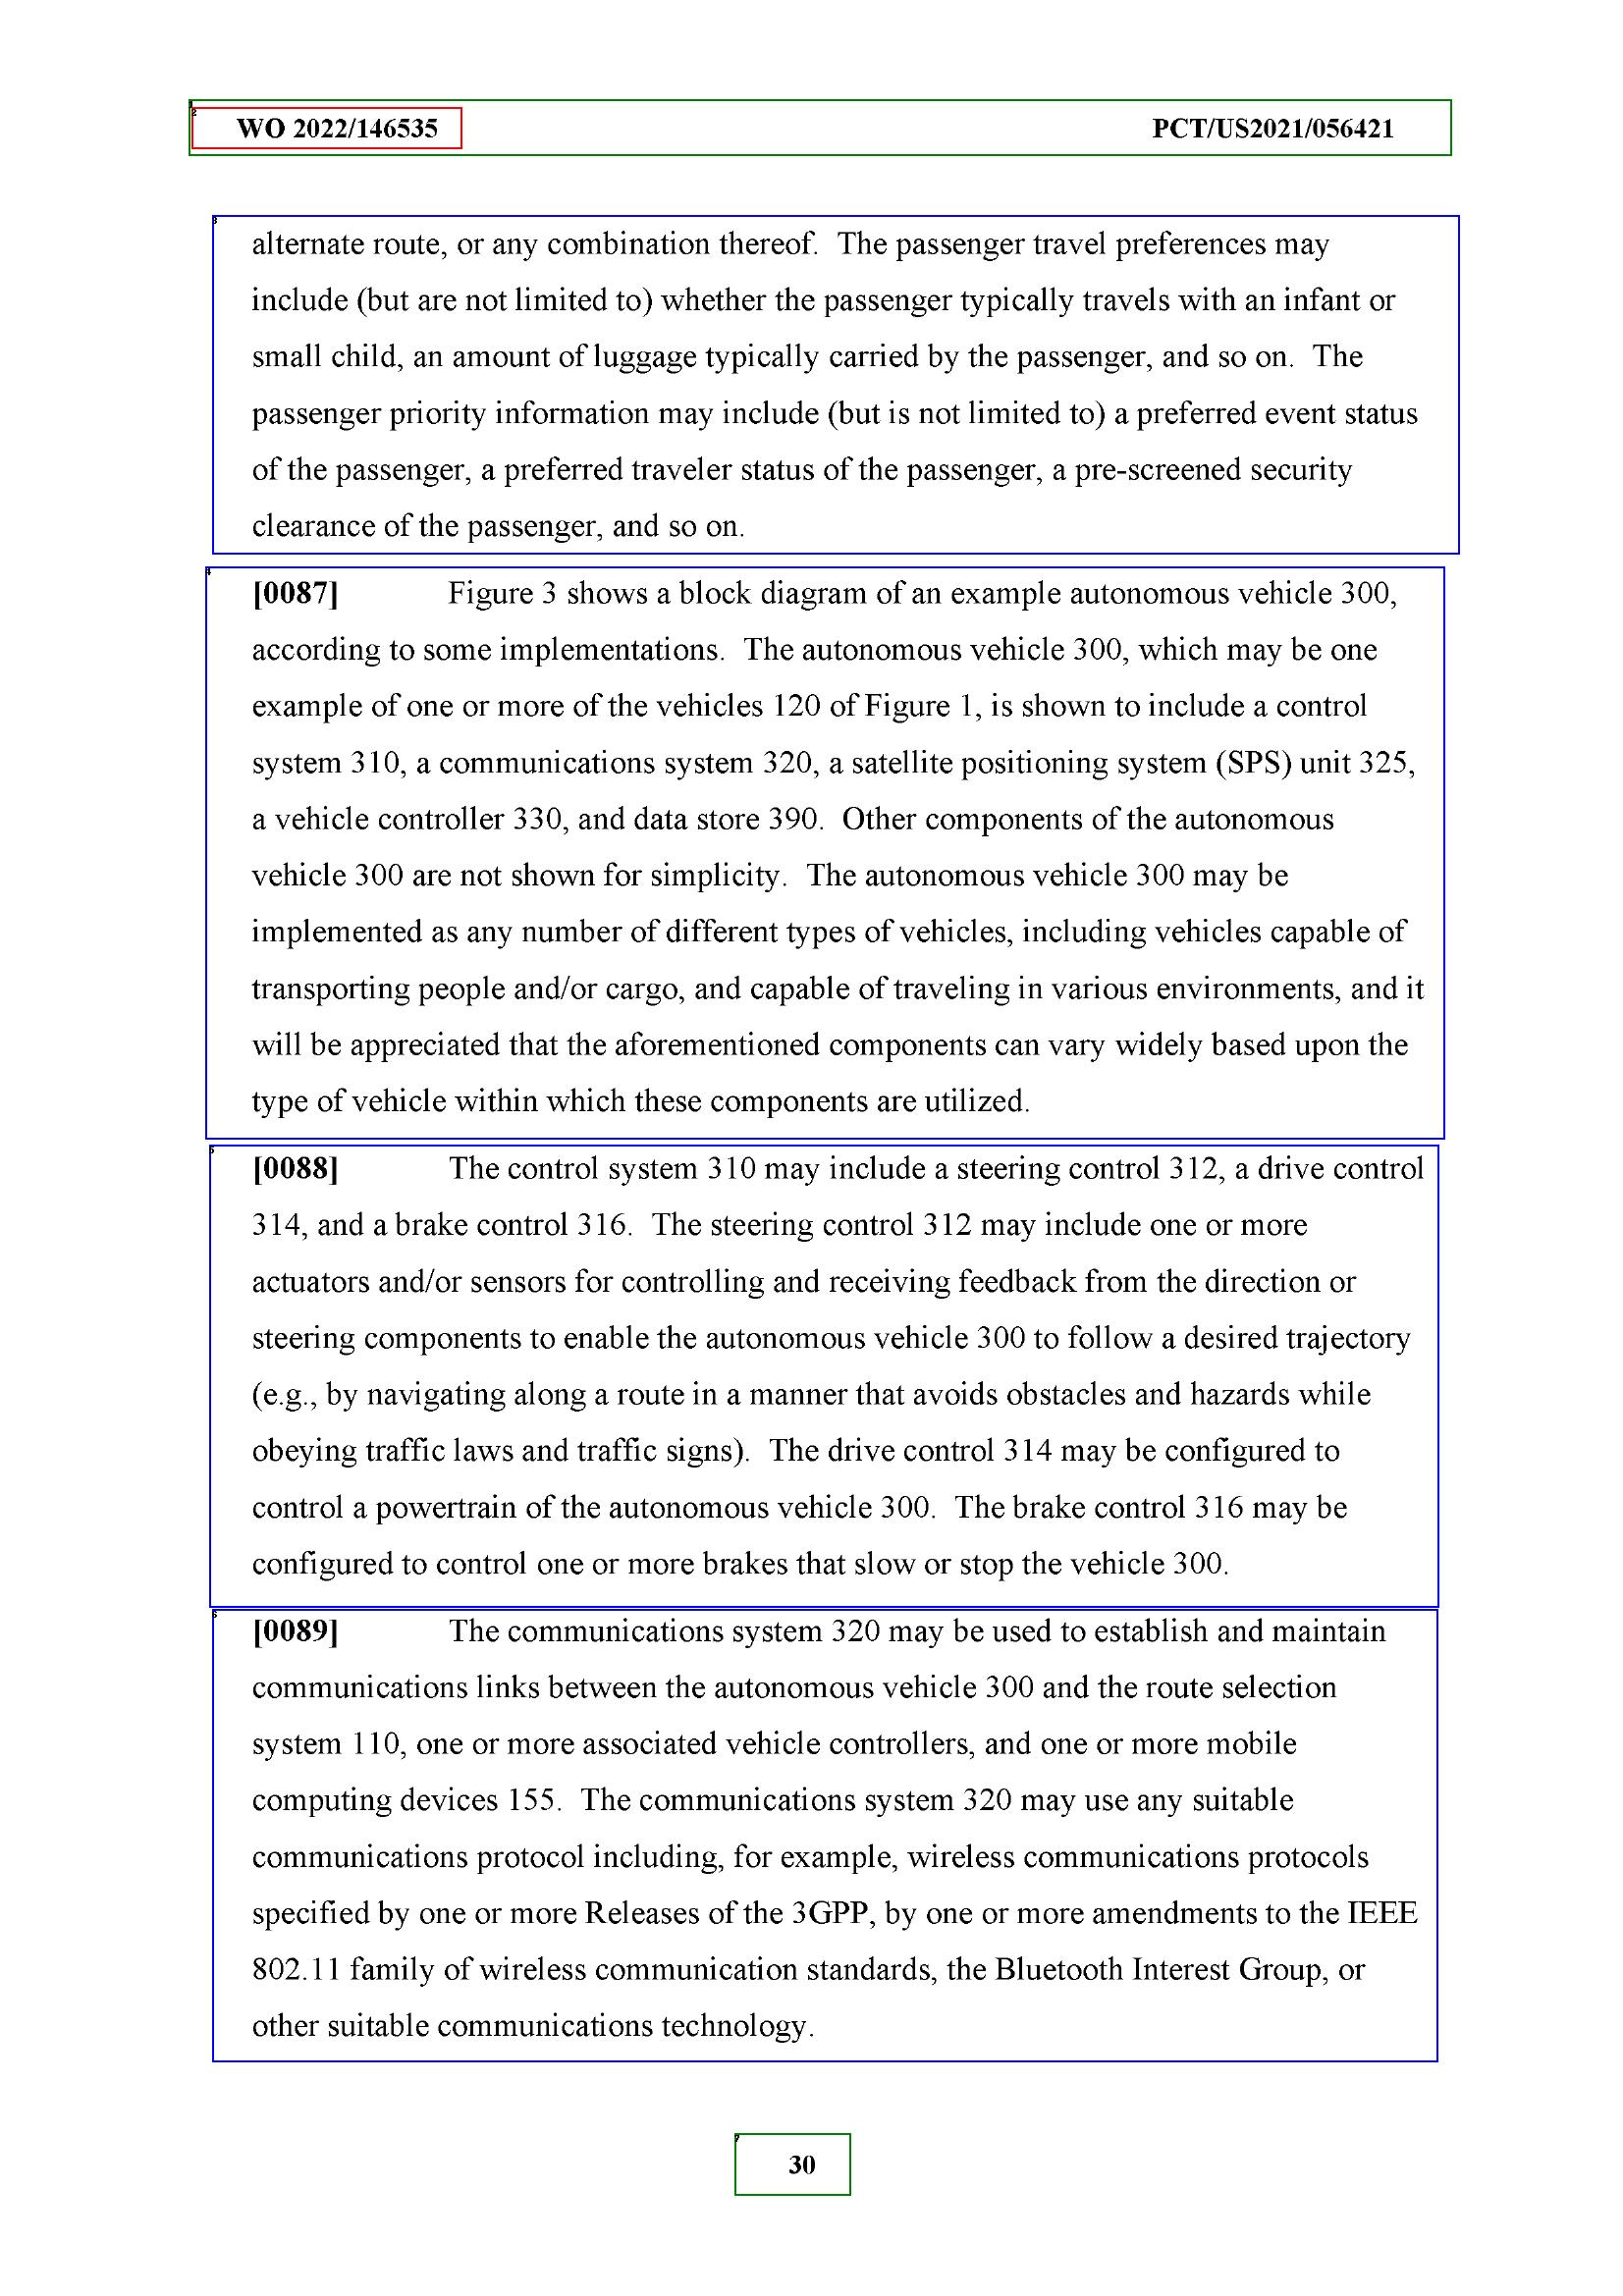 WO 2022/146535 PCT/US2021/056421
alternate route, or any combination thereof.  The passenger travel preferences may
include (but are not limited to) whether the passenger typically travels with an infant or
small child, an amount of luggage typically carried by the passenger, and so on.  The
passenger priority information may include (but is not limited to) a preferred event status
of the passenger, a preferred traveler status of the passenger, a pre-screened security
clearance of the passenger, and so on.
[0087] Figure 3 shows a block diagram of an example autonomous vehicle 300,
according to some implementations.  The autonomous vehicle 300, which may be one
example of one or more of the vehicles 120 of Figure 1, is shown to include a control
system 310, a communications system 320, a satellite positioning system (SPS) unit 325,
a vehicle controller 330, and data store 390.  Other components of the autonomous
vehicle 300 are not shown for simplicity.  The autonomous vehicle 300 may be
implemented as any number of different types of vehicles, including vehicles capable of
transporting people and/or cargo, and capable of traveling in various environments, and it
will be appreciated that the aforementioned components can vary widely based upon the
type of vehicle within which these components are utilized.
[0088] The control system 310 may include a steering control 312, a drive control
314, and a brake control 316.  The steering control 312 may include one or more
actuators and/or sensors for controlling and receiving feedback from the direction or
steering components to enable the autonomous vehicle 300 to follow a desired trajectory
(e.g., by navigating along a route in a manner that avoids obstacles and hazards while
obeying traffic laws and traffic signs).  The drive control 314 may be configured to
control a powertrain of the autonomous vehicle 300.  The brake control 316 may be
configured to control one or more brakes that slow or stop the vehicle 300.
[0089] The communications system 320 may be used to establish and maintain
communications links between the autonomous vehicle 300 and the route selection
system 110, one or more associated vehicle controllers, and one or more mobile
computing devices 155.  The communications system 320 may use any suitable
communications protocol including, for example, wireless communications protocols
specified by one or more Releases of the 3GPP, by one or more amendments to the IEEE
802.11 family of wireless communication standards, the Bluetooth Interest Group, or
other suitable communications technology.
30